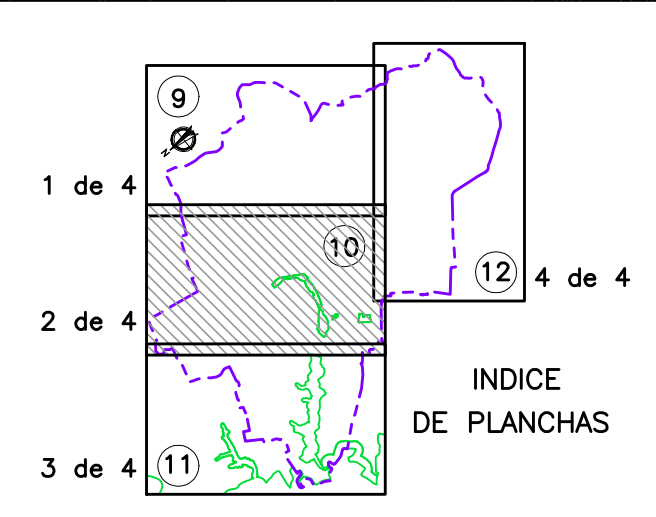 9
N
1 de 4
10
12
4 de 4
2 de 4
INDICE
DE PLANCHAS
3 de 4
11